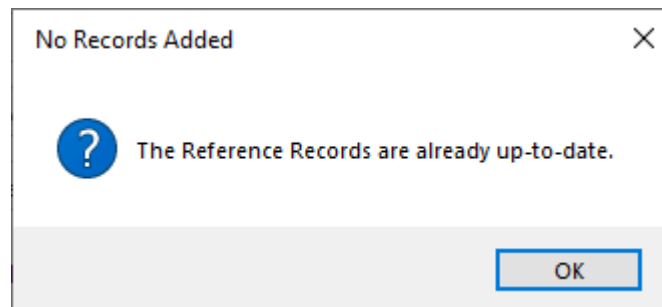 No Records Added
?
The Reference Records are already up-to-date.
OK